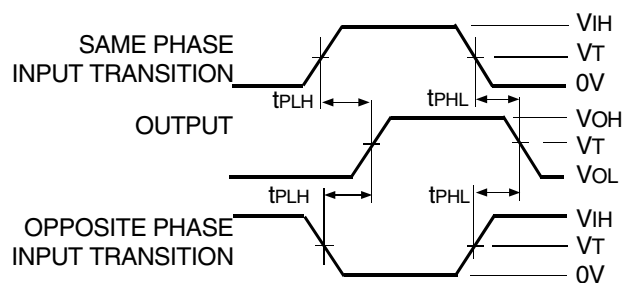 SAME PHASE
INPUT TRANSITION
VIH
VT
0V
tPLH
tPHL
OUTPUT
VOH
VT
VOL
tPLH
tPHL
OPPOSITE PHASE
INPUT TRANSITION
VIH
VT
0V